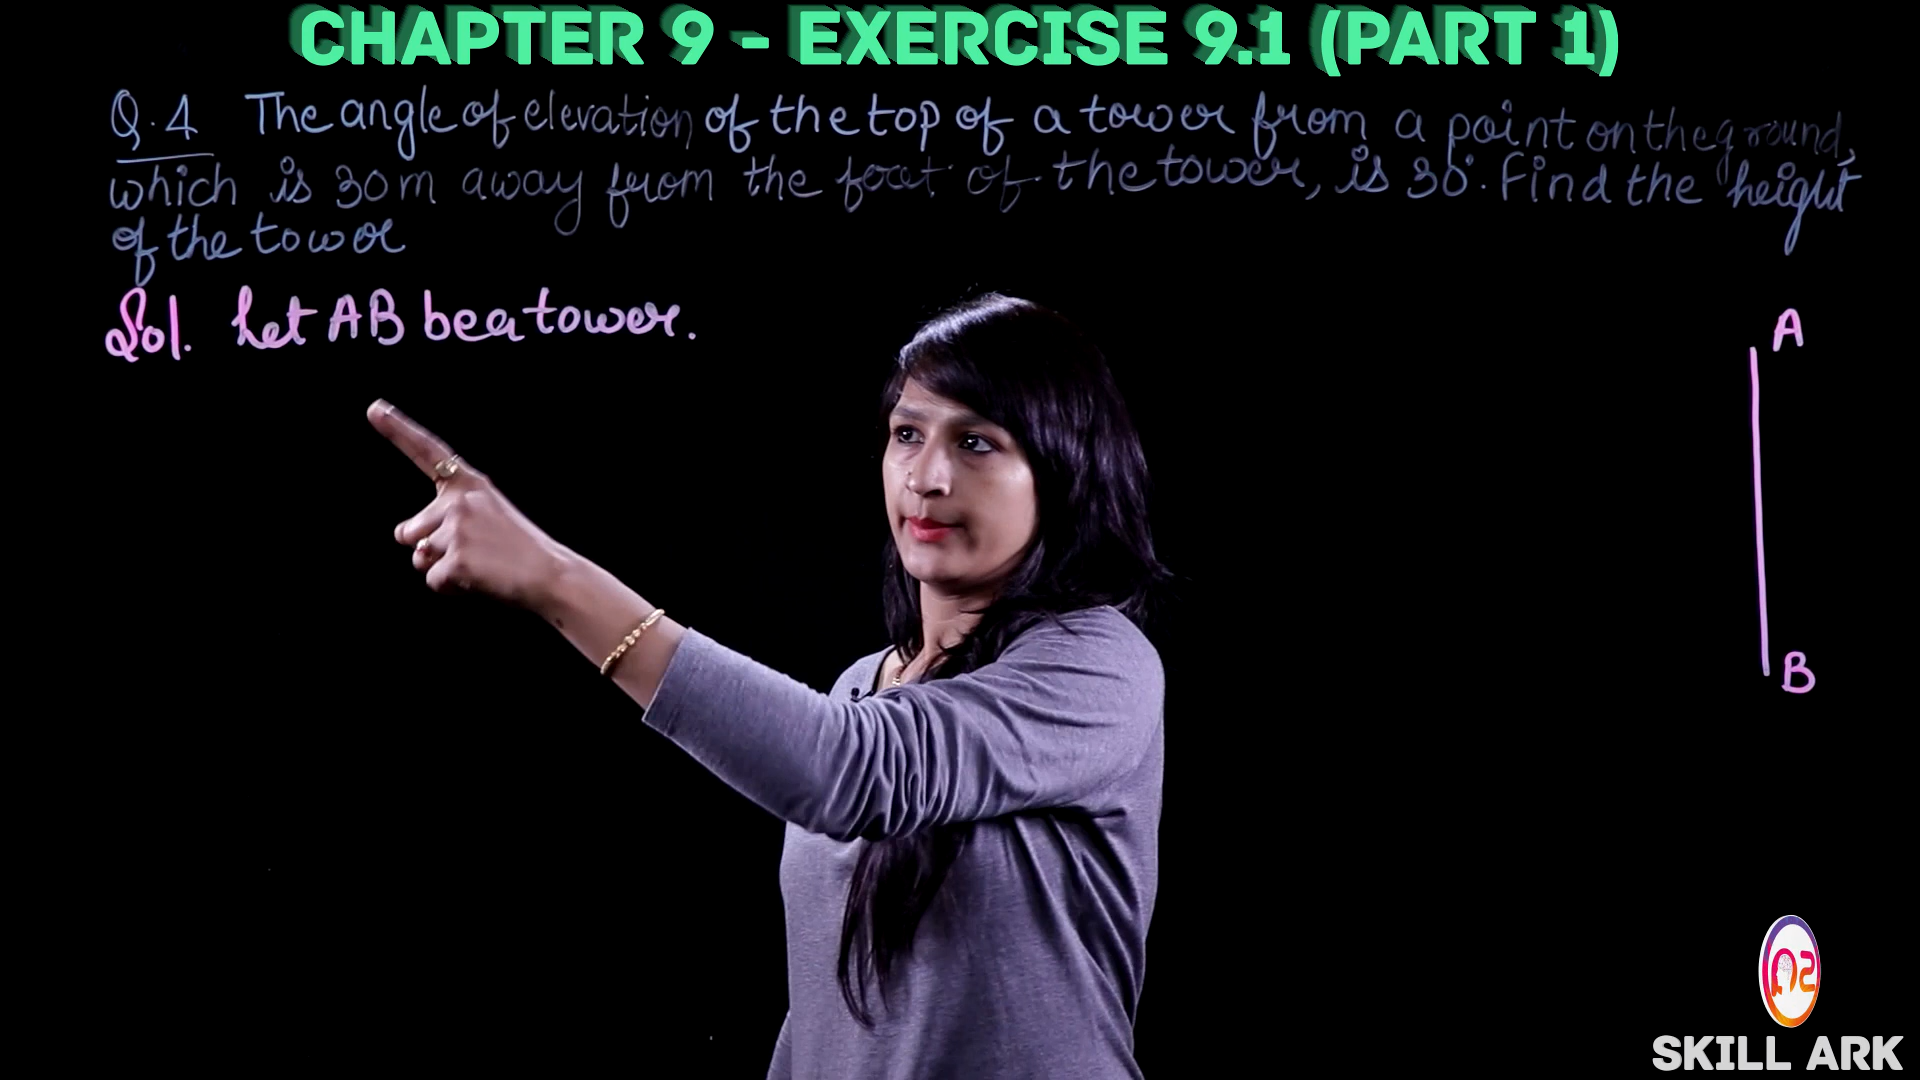 CHAPTER 9 - EXERCISE 9.1 (PART 1)
Q.4 The angle of elevation of the top of a tower from a point on the ground,
which is 30m away from the foot of the tower, is 30°. Find the height
of the tower
Sol. Let AB be a tower.
A
B
SKILL ARK